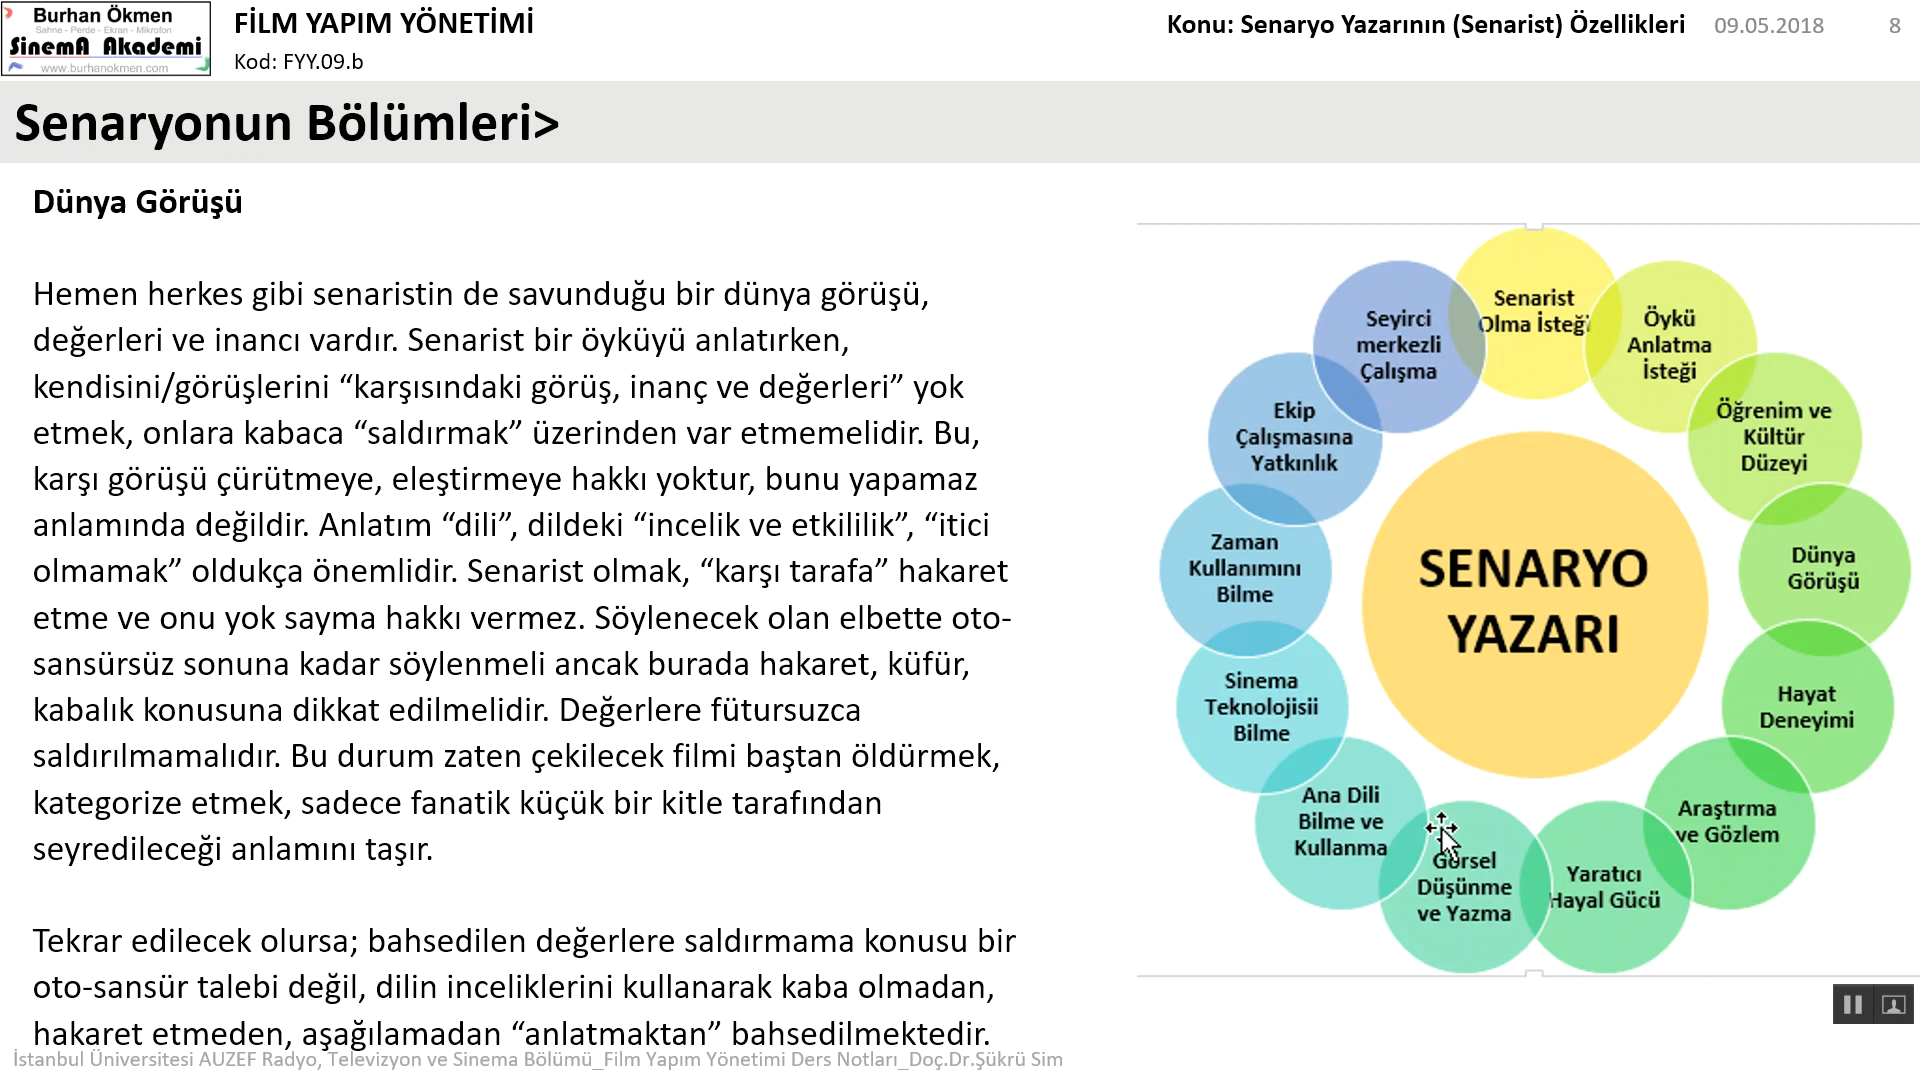 Burhan Ökmen
Sahne - Perde - Ekran - Mikrofon
SinemA Akademi
www.burhanokmen.com
FİLM YAPIM YÖNETİMİ
Kod: FYY.09.b
Konu: Senaryo Yazarının (Senarist) Özellikleri
09.05.2018
8
Senaryonun Bölümleri>
Dünya Görüşü
Hemen herkes gibi senaristin de savunduğu bir dünya görüşü,
değerleri ve inancı vardır. Senarist bir öyküyü anlatırken,
kendisini/görüşlerini “karşısındaki görüş, inanç ve değerleri” yok
etmek, onlara kabaca “saldırmak” üzerinden var etmemelidir. Bu,
karşı görüşü çürütmeye, eleştirmeye hakkı yoktur, bunu yapamaz
anlamında değildir. Anlatım “dili”, dildeki “incelik ve etkililik”, “itici
olmamak” oldukça önemlidir. Senarist olmak, “karşı tarafa” hakaret
etme ve onu yok sayma hakkı vermez. Söylenecek olan elbette oto-
sansürsüz sonuna kadar söylenmeli ancak burada hakaret, küfür,
kabalık konusuna dikkat edilmelidir. Değerlere fütursuzca
saldırılmamalıdır. Bu durum zaten çekilecek filmi baştan öldürmek,
kategorize etmek, sadece fanatik küçük bir kitle tarafından
seyredileceği anlamını taşır.
Tekrar edilecek olursa; bahsedilen değerlere saldırmama konusu bir
oto-sansür talebi değil, dilin inceliklerini kullanarak kaba olmadan,
hakaret etmeden, aşağılamadan “anlatmaktan” bahsedilmektedir.
Senarist
Olma İsteği
Öykü
Anlatma
İsteği
Öğrenim ve
Kültür
Düzeyi
Dünya
Görüşü
Hayat
Deneyimi
Araştırma
ve Gözlem
Yaratıcı
Hayal Gücü
Görsel
Düşünme
ve Yazma
Ana Dili
Bilme ve
Kullanma
Sinema
Teknolojisii
Bilme
Zaman
Kullanımını
Bilme
Ekip
Çalışmasına
Yatkınlık
Seyirci
merkezli
Çalışma
SENARYO
YAZARI
İstanbul Üniversitesi AUZEF Radyo, Televizyon ve Sinema Bölümü_Film Yapım Yönetimi Ders Notları_Doç.Dr.Şükrü Sim